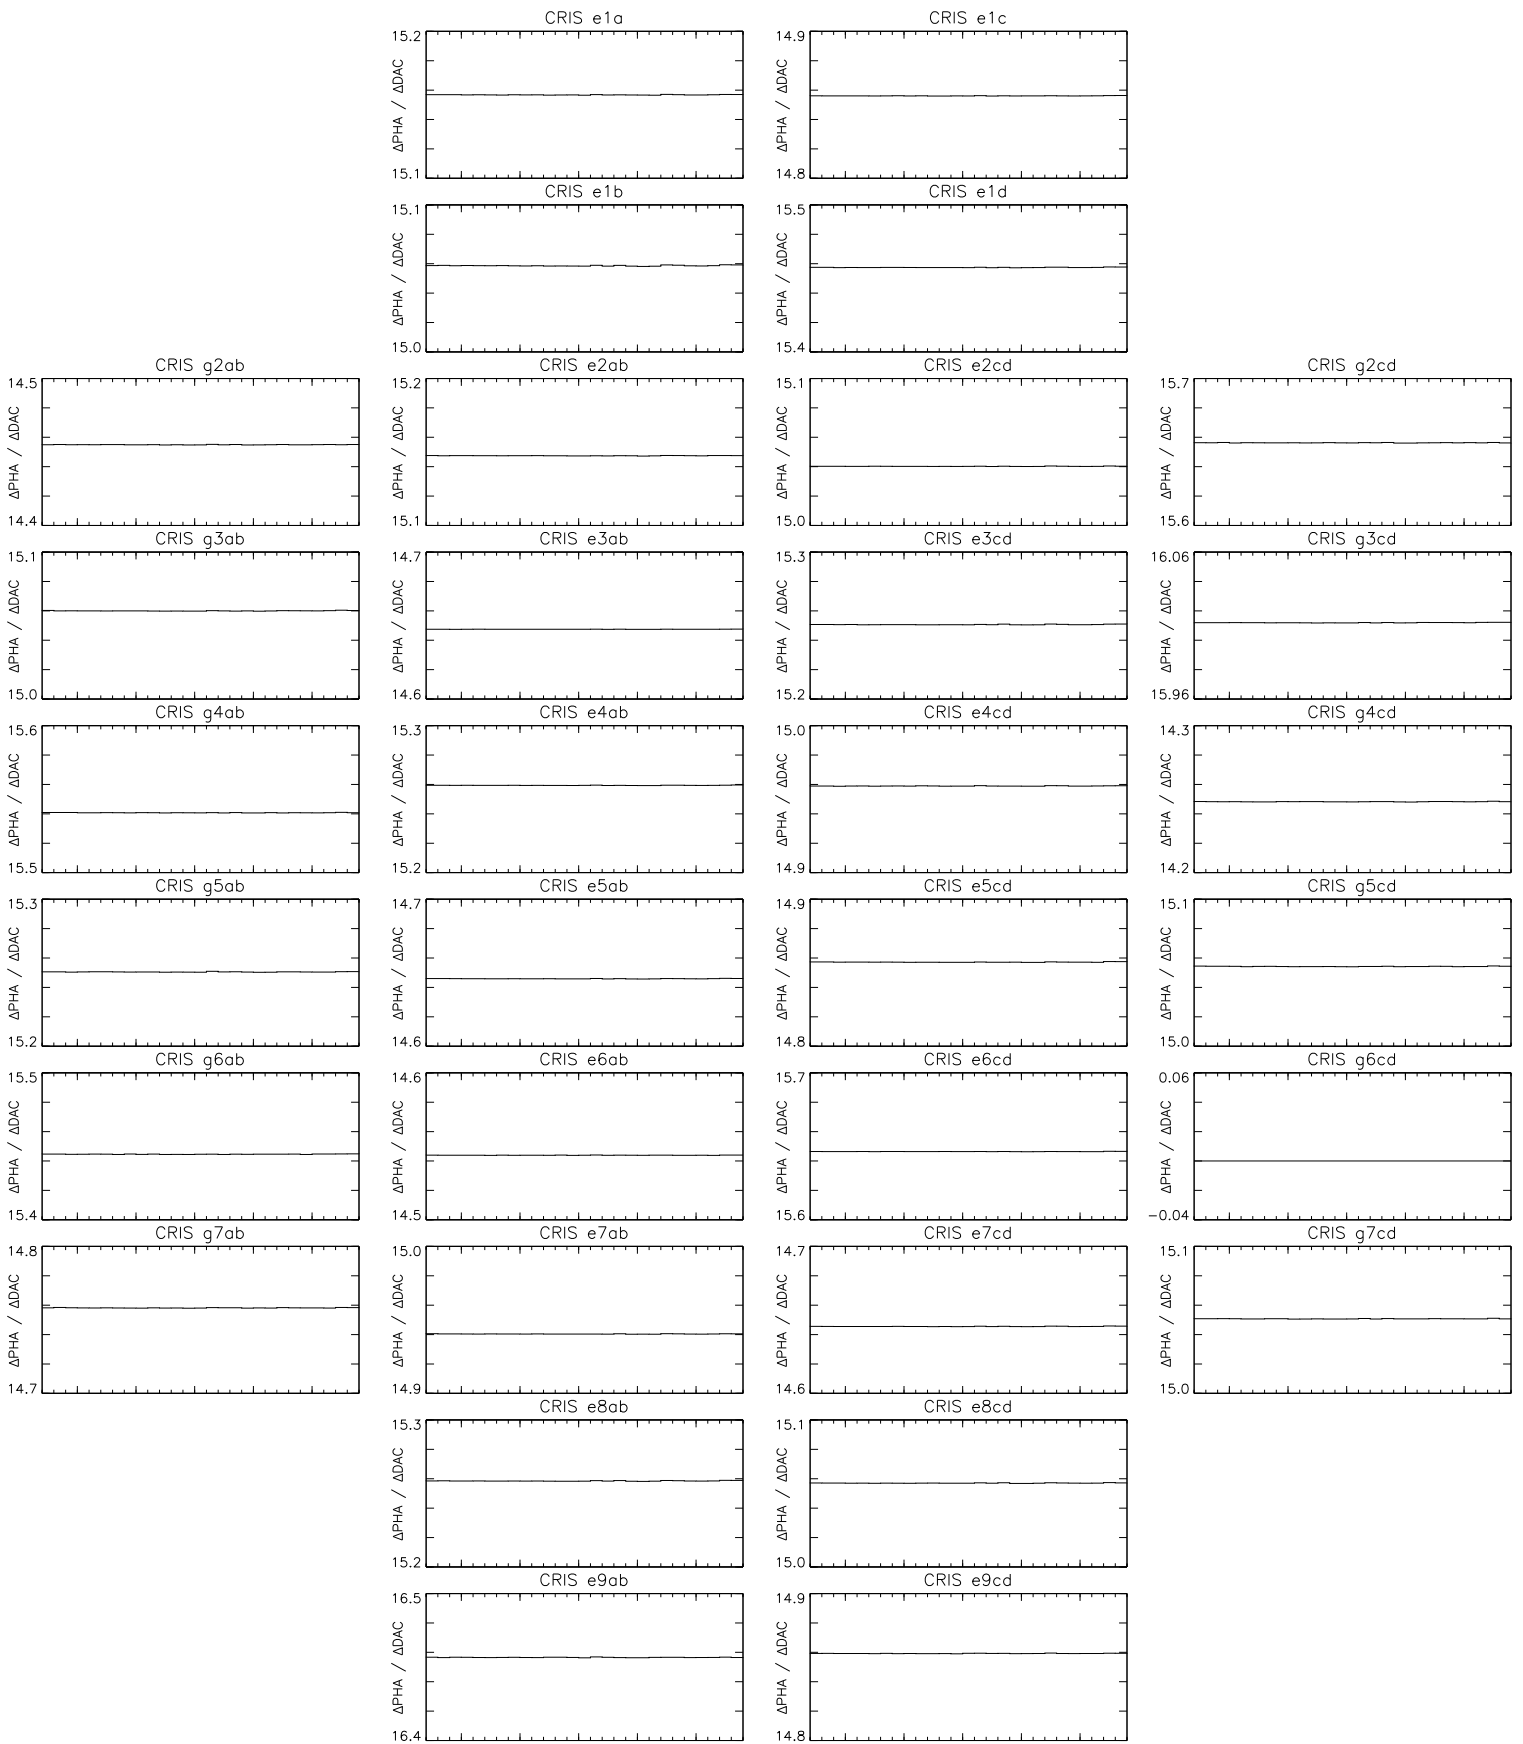 CRIS e1a
15.2
ΔPHA / ΔDAC
15.1
CRIS e1c
14.9
ΔPHA / ΔDAC
14.8
CRIS e1b
15.1
ΔPHA / ΔDAC
15.0
CRIS e1d
15.5
ΔPHA / ΔDAC
15.4
CRIS g2ab
14.5
ΔPHA / ΔDAC
14.4
CRIS e2ab
15.2
ΔPHA / ΔDAC
15.1
CRIS e2cd
15.1
ΔPHA / ΔDAC
15.0
CRIS g2cd
15.7
ΔPHA / ΔDAC
15.6
CRIS g3ab
15.1
ΔPHA / ΔDAC
15.0
CRIS e3ab
14.7
ΔPHA / ΔDAC
14.6
CRIS e3cd
15.3
ΔPHA / ΔDAC
15.2
CRIS g3cd
16.06
ΔPHA / ΔDAC
15.96
CRIS g4ab
15.6
ΔPHA / ΔDAC
15.5
CRIS e4ab
15.3
ΔPHA / ΔDAC
15.2
CRIS e4cd
15.0
ΔPHA / ΔDAC
14.9
CRIS g4cd
14.3
ΔPHA / ΔDAC
14.2
CRIS g5ab
15.3
ΔPHA / ΔDAC
15.2
CRIS e5ab
14.7
ΔPHA / ΔDAC
14.6
CRIS e5cd
14.9
ΔPHA / ΔDAC
14.8
CRIS g5cd
15.1
ΔPHA / ΔDAC
15.0
CRIS g6ab
15.5
ΔPHA / ΔDAC
15.4
CRIS e6ab
14.6
ΔPHA / ΔDAC
14.5
CRIS e6cd
15.7
ΔPHA / ΔDAC
15.6
CRIS g6cd
0.06
ΔPHA / ΔDAC
−0.04
CRIS g7ab
14.8
ΔPHA / ΔDAC
14.7
CRIS e7ab
15.0
ΔPHA / ΔDAC
14.9
CRIS e7cd
14.7
ΔPHA / ΔDAC
14.6
CRIS g7cd
15.1
ΔPHA / ΔDAC
15.0
CRIS e8ab
15.3
ΔPHA / ΔDAC
15.2
CRIS e8cd
15.1
ΔPHA / ΔDAC
15.0
CRIS e9ab
16.5
ΔPHA / ΔDAC
16.4
CRIS e9cd
14.9
ΔPHA / ΔDAC
14.8